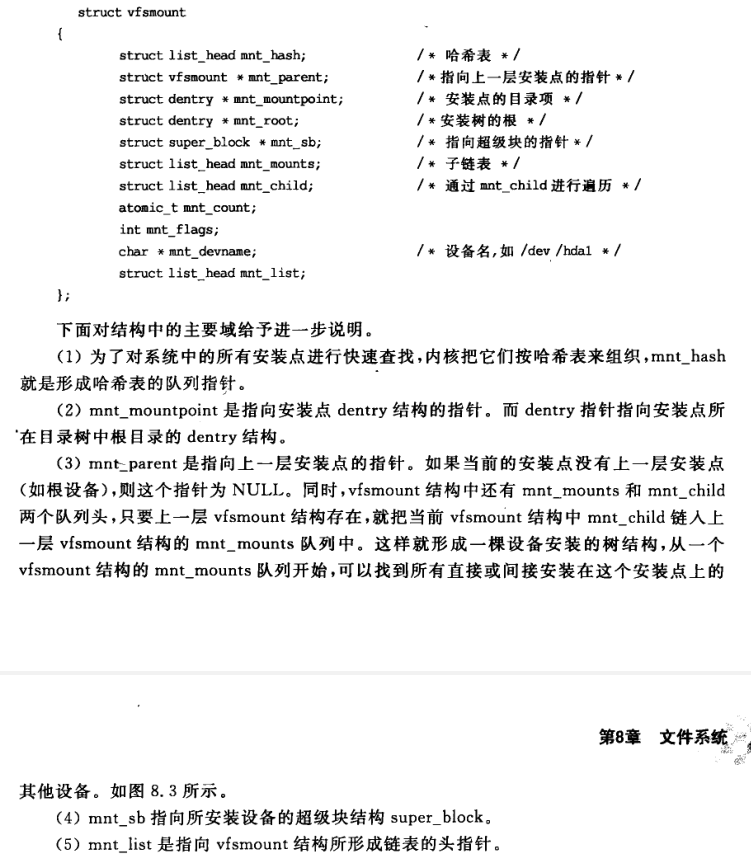 struct vfsmount
{
struct list_head mnt_hash; /* 哈希表 */
struct vfsmount * mnt_parent; /* 指向上一层安装点的指针 */
struct dentry * mnt_mountpoint; /* 安装点的目录项 */
struct dentry * mnt_root; /* 安装树的根 */
struct super_block * mnt_sb; /* 指向超级块的指针 */
struct list_head mnt_mounts; /* 子链表 */
struct list_head mnt_child; /* 通过 mnt_child 进行遍历 */
atomic_t mnt_count;
int mnt_flags;
char * mnt_devname; /* 设备名,如 /dev /hda1 */
struct list_head mnt_list;
};
下面对结构中的主要域给予进一步说明。
(1) 为了对系统中的所有安装点进行快速查找,内核把它们按哈希表来组织,mnt_hash
就是形成哈希表的队列指针。
(2) mnt_mountpoint 是指向安装点 dentry 结构的指针。而 dentry 指针指向安装点所
在目录树中根目录的 dentry 结构。
(3) mnt_parent 是指向上一层安装点的指针。如果当前的安装点没有上一层安装点
(如根设备),则这个指针为 NULL。同时,vfsmount 结构中还有 mnt_mounts 和 mnt_child
两个队列头,只要上一层 vfsmount 结构存在,就把当前 vfsmount 结构中 mnt_child 链入上
一层 vfsmount 结构的 mnt_mounts 队列中。这样就形成一棵设备安装的树结构,从一个
vfsmount 结构的 mnt_mounts 队列开始,可以找到所有直接或间接安装在这个安装点上的
第8章 文件系统
其他设备。如图 8.3 所示。
(4) mnt_sb 指向所安装设备的超级块结构 super_block。
(5) mnt_list 是指向 vfsmount 结构所形成链表的头指针。